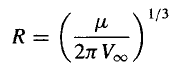 R = (μ / 2π V∞)^1/3